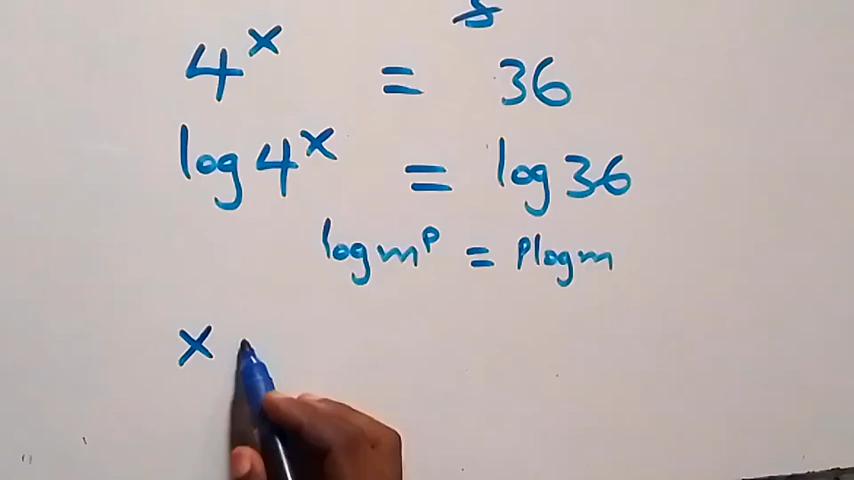 4^x = 36
log 4^x = log 36
log m^p = p log m
x